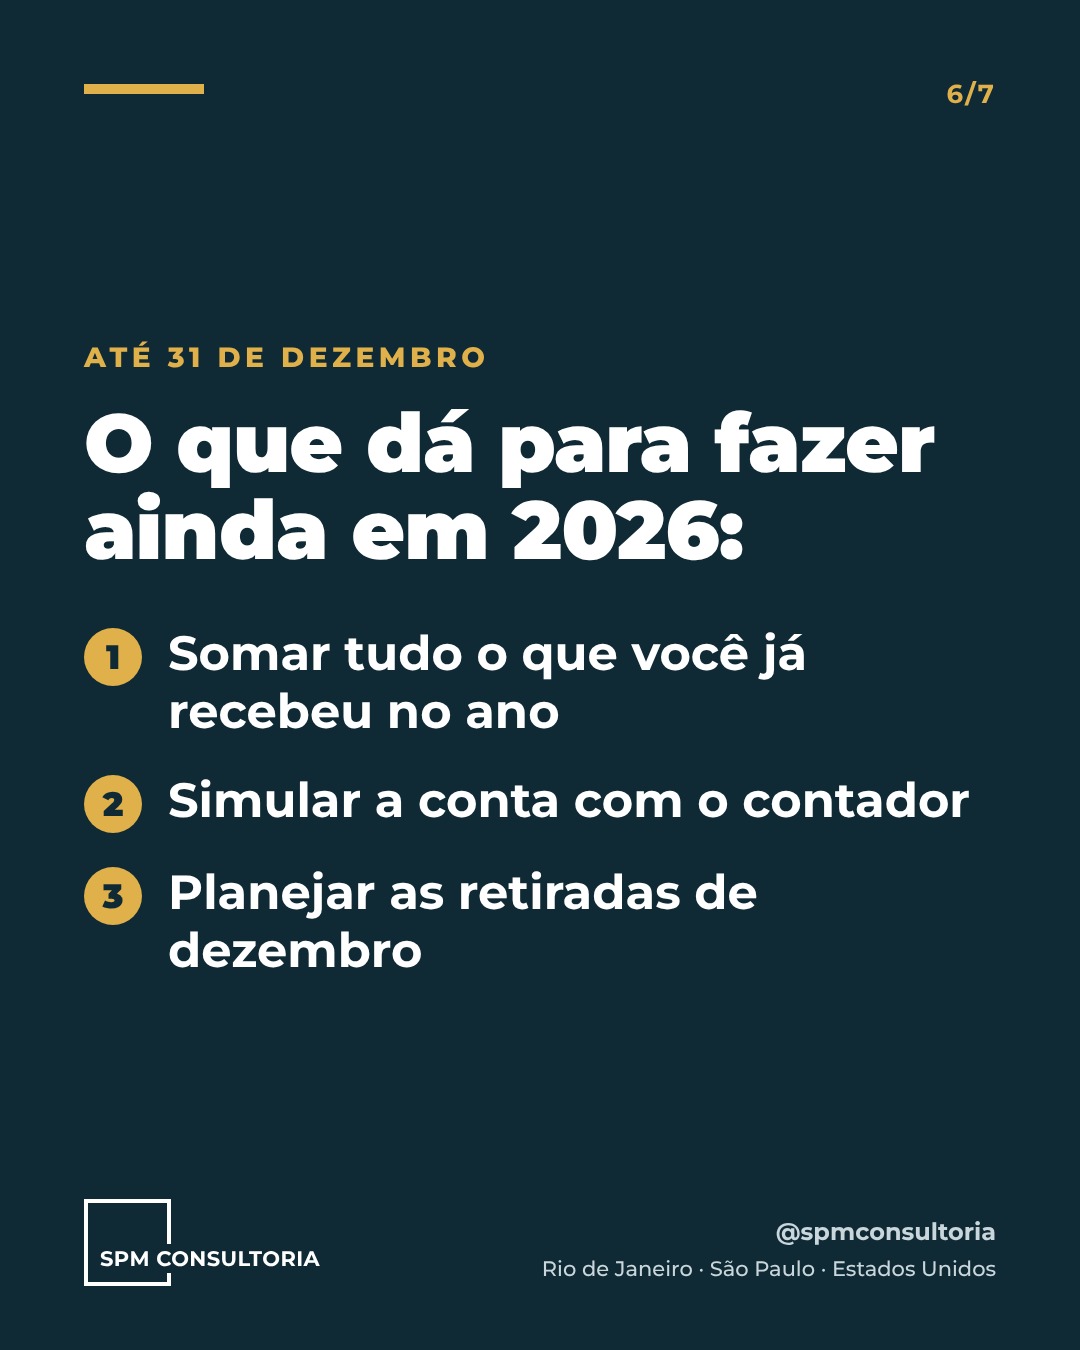 6/7
ATÉ 31 DE DEZEMBRO
O que dá para fazer
ainda em 2026:
1 Somar tudo o que você já
recebeu no ano
2 Simular a conta com o contador
3 Planejar as retiradas de
dezembro
SPM CONSULTORIA
@spmconsultoria
Rio de Janeiro · São Paulo · Estados Unidos